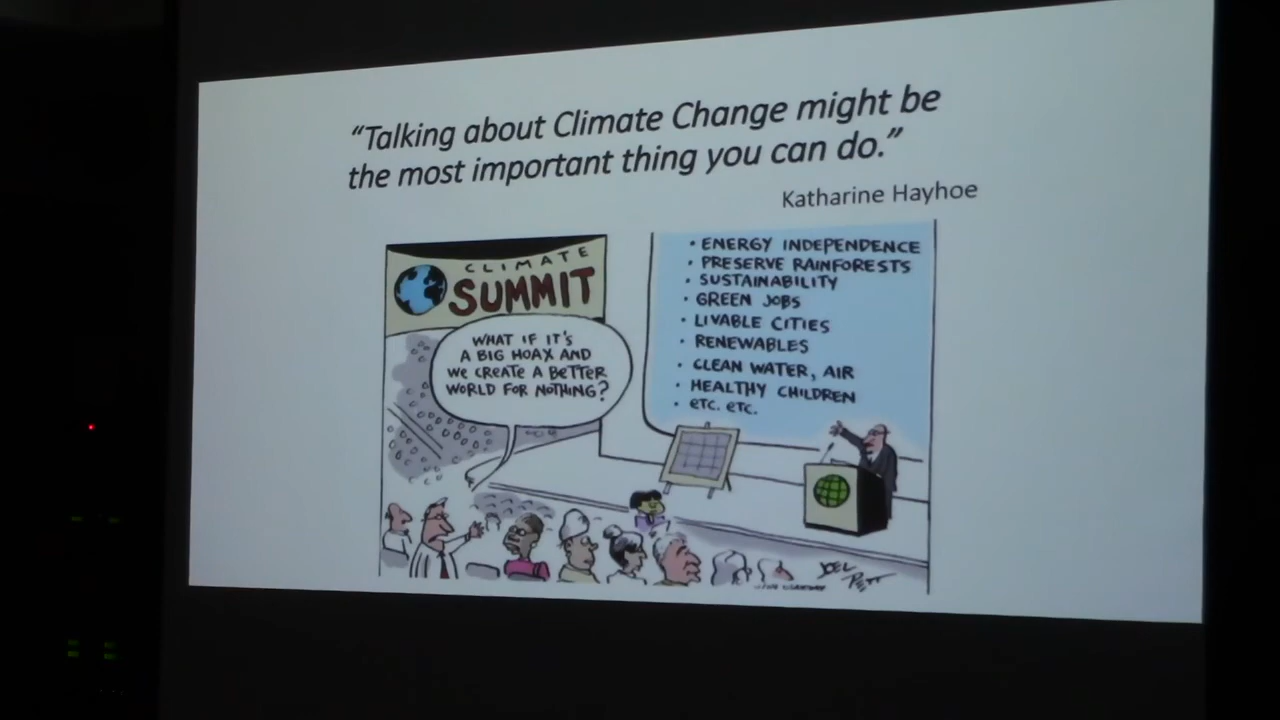 “Talking about Climate Change might be
the most important thing you can do.”
Katharine Hayhoe
CLIMATE
SUMMIT
WHAT IF IT'S
A BIG HOAX AND
WE CREATE A BETTER
WORLD FOR NOTHING?
• ENERGY INDEPENDENCE
• PRESERVE RAINFORESTS
• SUSTAINABILITY
• GREEN JOBS
• LIVABLE CITIES
• RENEWABLES
• CLEAN WATER, AIR
• HEALTHY CHILDREN
• ETC. ETC.
JOEL
PETT